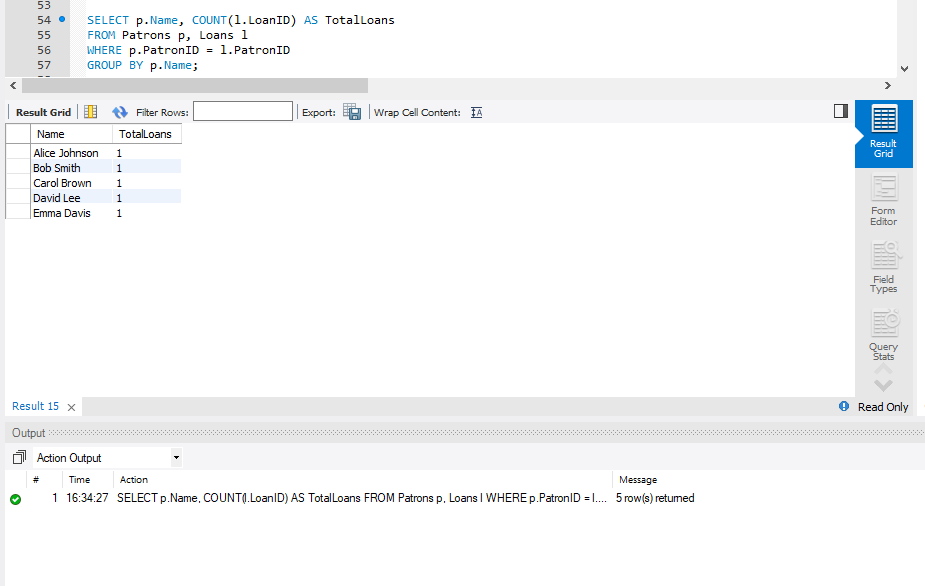 53
54 SELECT p.Name, COUNT(l.LoanID) AS TotalLoans
55 FROM Patrons p, Loans l
56 WHERE p.PatronID = l.PatronID
57 GROUP BY p.Name;
Result Grid Filter Rows: Export: Wrap Cell Content: IA
Name TotalLoans
Alice Johnson 1
Bob Smith 1
Carol Brown 1
David Lee 1
Emma Davis 1
Result
Grid
Form
Editor
Field
Types
Query
Stats
Result 15 Read Only
Output
Action Output
# Time Action Message
1 16:34:27 SELECT p.Name, COUNT(l.LoanID) AS TotalLoans FROM Patrons p, Loans l WHERE p.PatronID = l.... 5 row(s) returned